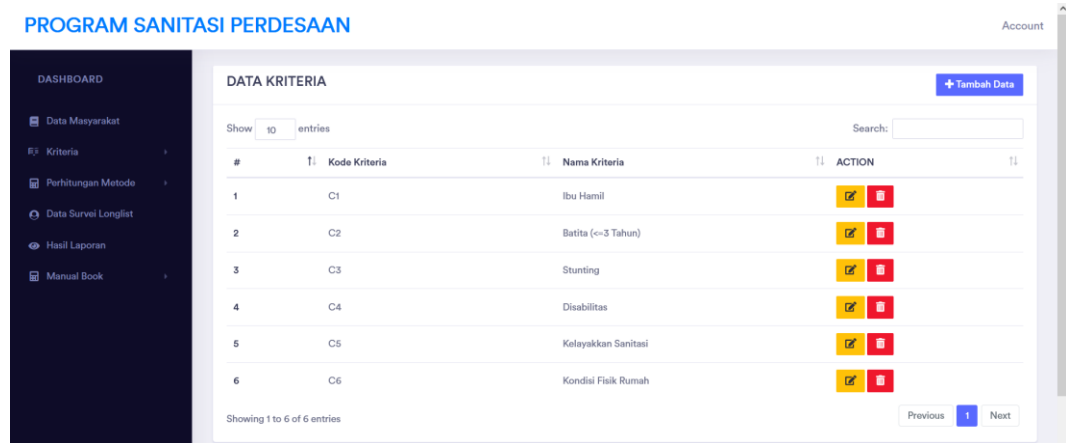 PROGRAM SANITASI PERDESAAN
Account
DASHBOARD
Data Masyarakat
Kriteria
Perhitungan Metode
Data Survei Longlist
Hasil Laporan
Manual Book
DATA KRITERIA
+ Tambah Data
Show 10 entries
Search:
# Kode Kriteria Nama Kriteria ACTION
1 C1 Ibu Hamil
2 C2 Batita (<=3 Tahun)
3 C3 Stunting
4 C4 Disabilitas
5 C5 Kelayakkan Sanitasi
6 C6 Kondisi Fisik Rumah
Showing 1 to 6 of 6 entries
Previous 1 Next